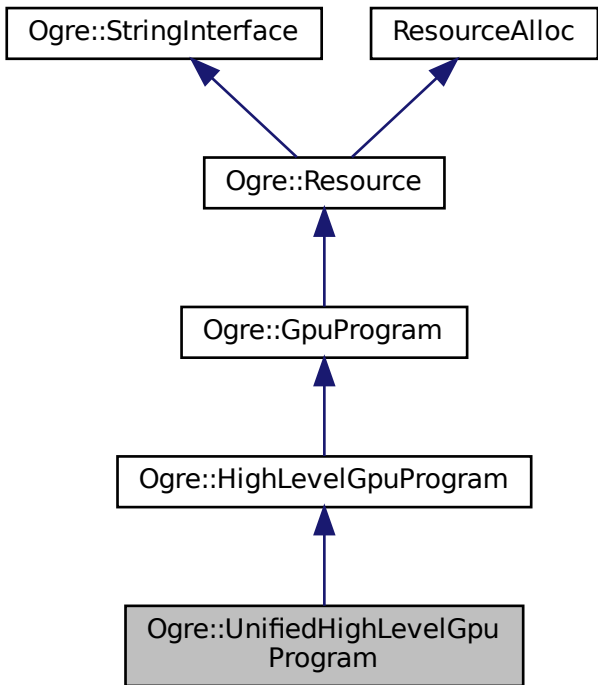 Ogre::StringInterface
ResourceAlloc
Ogre::Resource
Ogre::GpuProgram
Ogre::HighLevelGpuProgram
Ogre::UnifiedHighLevelGpu
Program